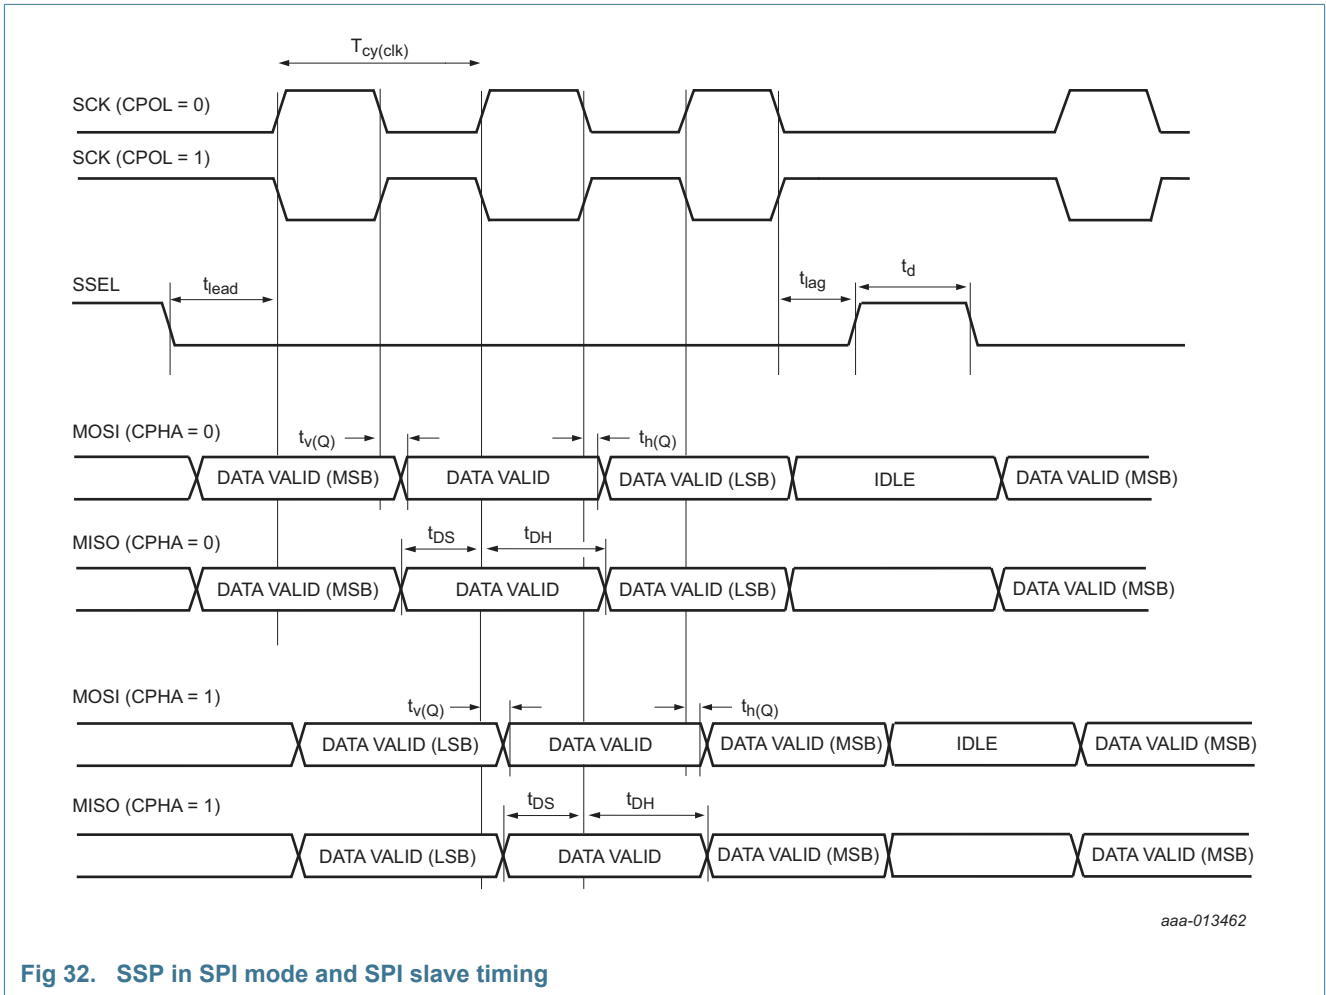 Tcy(clk)
SCK (CPOL = 0)
SCK (CPOL = 1)
SSEL
tlead
tlag
td
MOSI (CPHA = 0)
tv(Q)
th(Q)
DATA VALID (MSB)
DATA VALID
DATA VALID (LSB)
IDLE
DATA VALID (MSB)
MISO (CPHA = 0)
tDS
tDH
DATA VALID (MSB)
DATA VALID
DATA VALID (LSB)
DATA VALID (MSB)
MOSI (CPHA = 1)
tv(Q)
th(Q)
DATA VALID (LSB)
DATA VALID
DATA VALID (MSB)
IDLE
DATA VALID (MSB)
MISO (CPHA = 1)
tDS
tDH
DATA VALID (LSB)
DATA VALID
DATA VALID (MSB)
DATA VALID (MSB)
aaa-013462
Fig 32. SSP in SPI mode and SPI slave timing